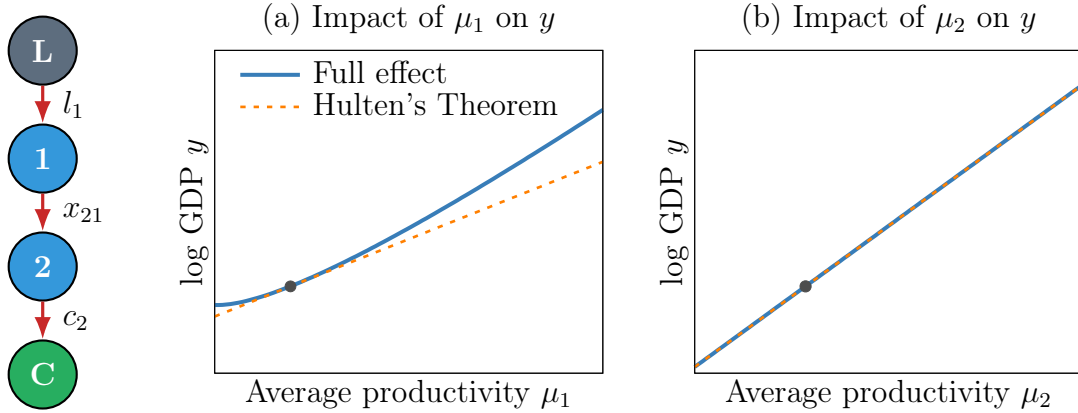 L
l₁
1
x₂₁
2
c₂
C
(a) Impact of μ₁ on y
Full effect
Hulten's Theorem
log GDP y
Average productivity μ₁
(b) Impact of μ₂ on y
log GDP y
Average productivity μ₂